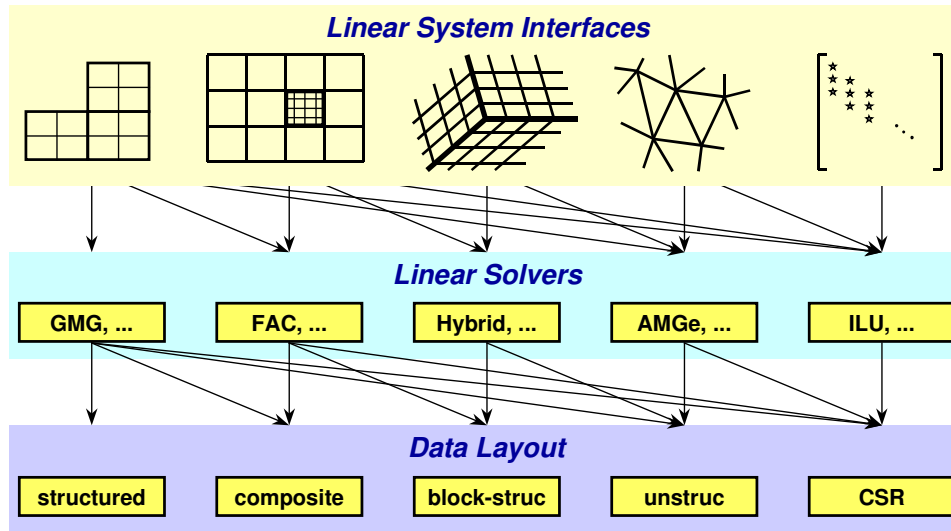 Linear System Interfaces
Linear Solvers
GMG, ...
FAC, ...
Hybrid, ...
AMGe, ...
ILU, ...
Data Layout
structured
composite
block-struc
unstruc
CSR